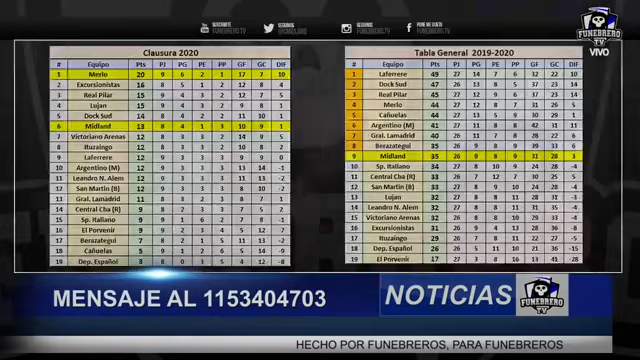 SUSCRIBITE
FUNEBRERO.TV
SEGUINOS
@CSMIDLAND
SEGUINOS
FUNEBRERO.TV
PONE ME GUSTA
FUNEBRERO.TV
FUNEBRERO
TV
VIVO
Clausura 2020
# Equipo Pts PJ PG PE PP GF GC DIF
1 Merlo 20 9 6 2 1 17 7 10
2 Excursionistas 16 8 5 1 2 12 8 4
3 Real Pilar 15 9 4 3 2 12 9 3
4 Lujan 15 9 4 3 2 9 8 1
5 Dock Sud 14 8 4 2 2 11 10 1
6 Midland 13 8 4 1 3 10 9 1
7 Victoriano Arenas 12 8 3 3 2 14 9 5
8 Ituzaingo 12 8 3 3 2 10 8 2
9 Laferrere 12 9 3 3 3 9 9 0
10 Argentino (M) 12 9 3 3 3 13 14 -1
11 Leandro N. Alem 12 9 3 3 3
12 San Martin (B) 12 9 3 3 3 8 10 -2
13 Gral. Lamadrid 11 8 3 2 3
14 Central Cba (R) 9 8 2 3 3 7 5 2
15 Sp. Italiano 9 9 1 6 2 7 8 -1
16 El Porvenir 9 9 2 3 4 5 12 7
17 Berazategui 7 8 2 1 5 11 13 -2
18 Cañuelas 5 9 1 2 6 5 14 -9
19 Dep. Español 3 8 0 3 5 4 12 -8
Tabla General 2019-2020
# Equipo Pts PJ PG PE PP GF GC DIF
1 Laferrere 49 27 14 7 6 32 22 10
2 Dock Sud 47 26 13 8 5 37 23 14
3 Real Pilar 45 27 12 9 6 37 23 14
4 Merlo 44 27 12 8 7 31 26 5
5 Cañuelas 44 27 13 5 9 30 29 1
6 Argentino (M) 41 27 11 8 8 42 31 11
7 Gral. Lamadrid 40 26 11 7 8 28 22 6
8 Berazategui 35 26 9 8 9 39 33 6
9 Midland 35 26 9 8 9 31 28 3
10 Sp. Italiano 34 27 8 10 9 24 28 -4
11 Central Cba (R) 33 26 7 12 7 30 25 5
12 San Martin (B) 33 27 8 9 10 24 28 -4
13 Lujan 32 27 8 8 11 28 31 -3
14 Leandro N. Alem 32 27 8 8 11 31 35 -4
15 Victoriano Arenas 32 26 8 8 10 29 33 -4
16 Excursionistas 31 26 9 4 13 28 36 -8
17 Ituzaingo 29 26 7 8 11 22 27 -5
18 Dep. Español 26 26 5 11 10 21 36 -15
19 El Porvenir 17 27 3 8 16 13 41 -28
MENSAJE AL 1153404703
NOTICIAS
FUNEBRERO
TV
HECHO POR FUNEBREROS, PARA FUNEBREROS